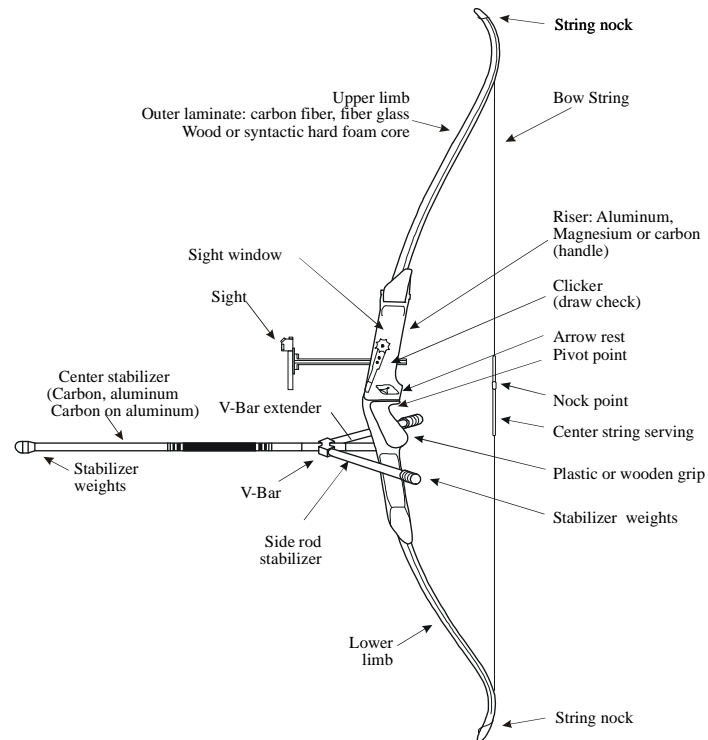 String nock
Upper limb
Outer laminate: carbon fiber, fiber glass
Wood or syntactic hard foam core
Bow String
Riser: Aluminum,
Magnesium or carbon
(handle)
Sight window
Clicker
(draw check)
Sight
Arrow rest
Pivot point
Center stabilizer
(Carbon, aluminum
Carbon on aluminum)
V-Bar extender
Nock point
Center string serving
Stabilizer
weights
V-Bar
Plastic or wooden grip
Stabilizer weights
Side rod
stabilizer
Lower
limb
String nock